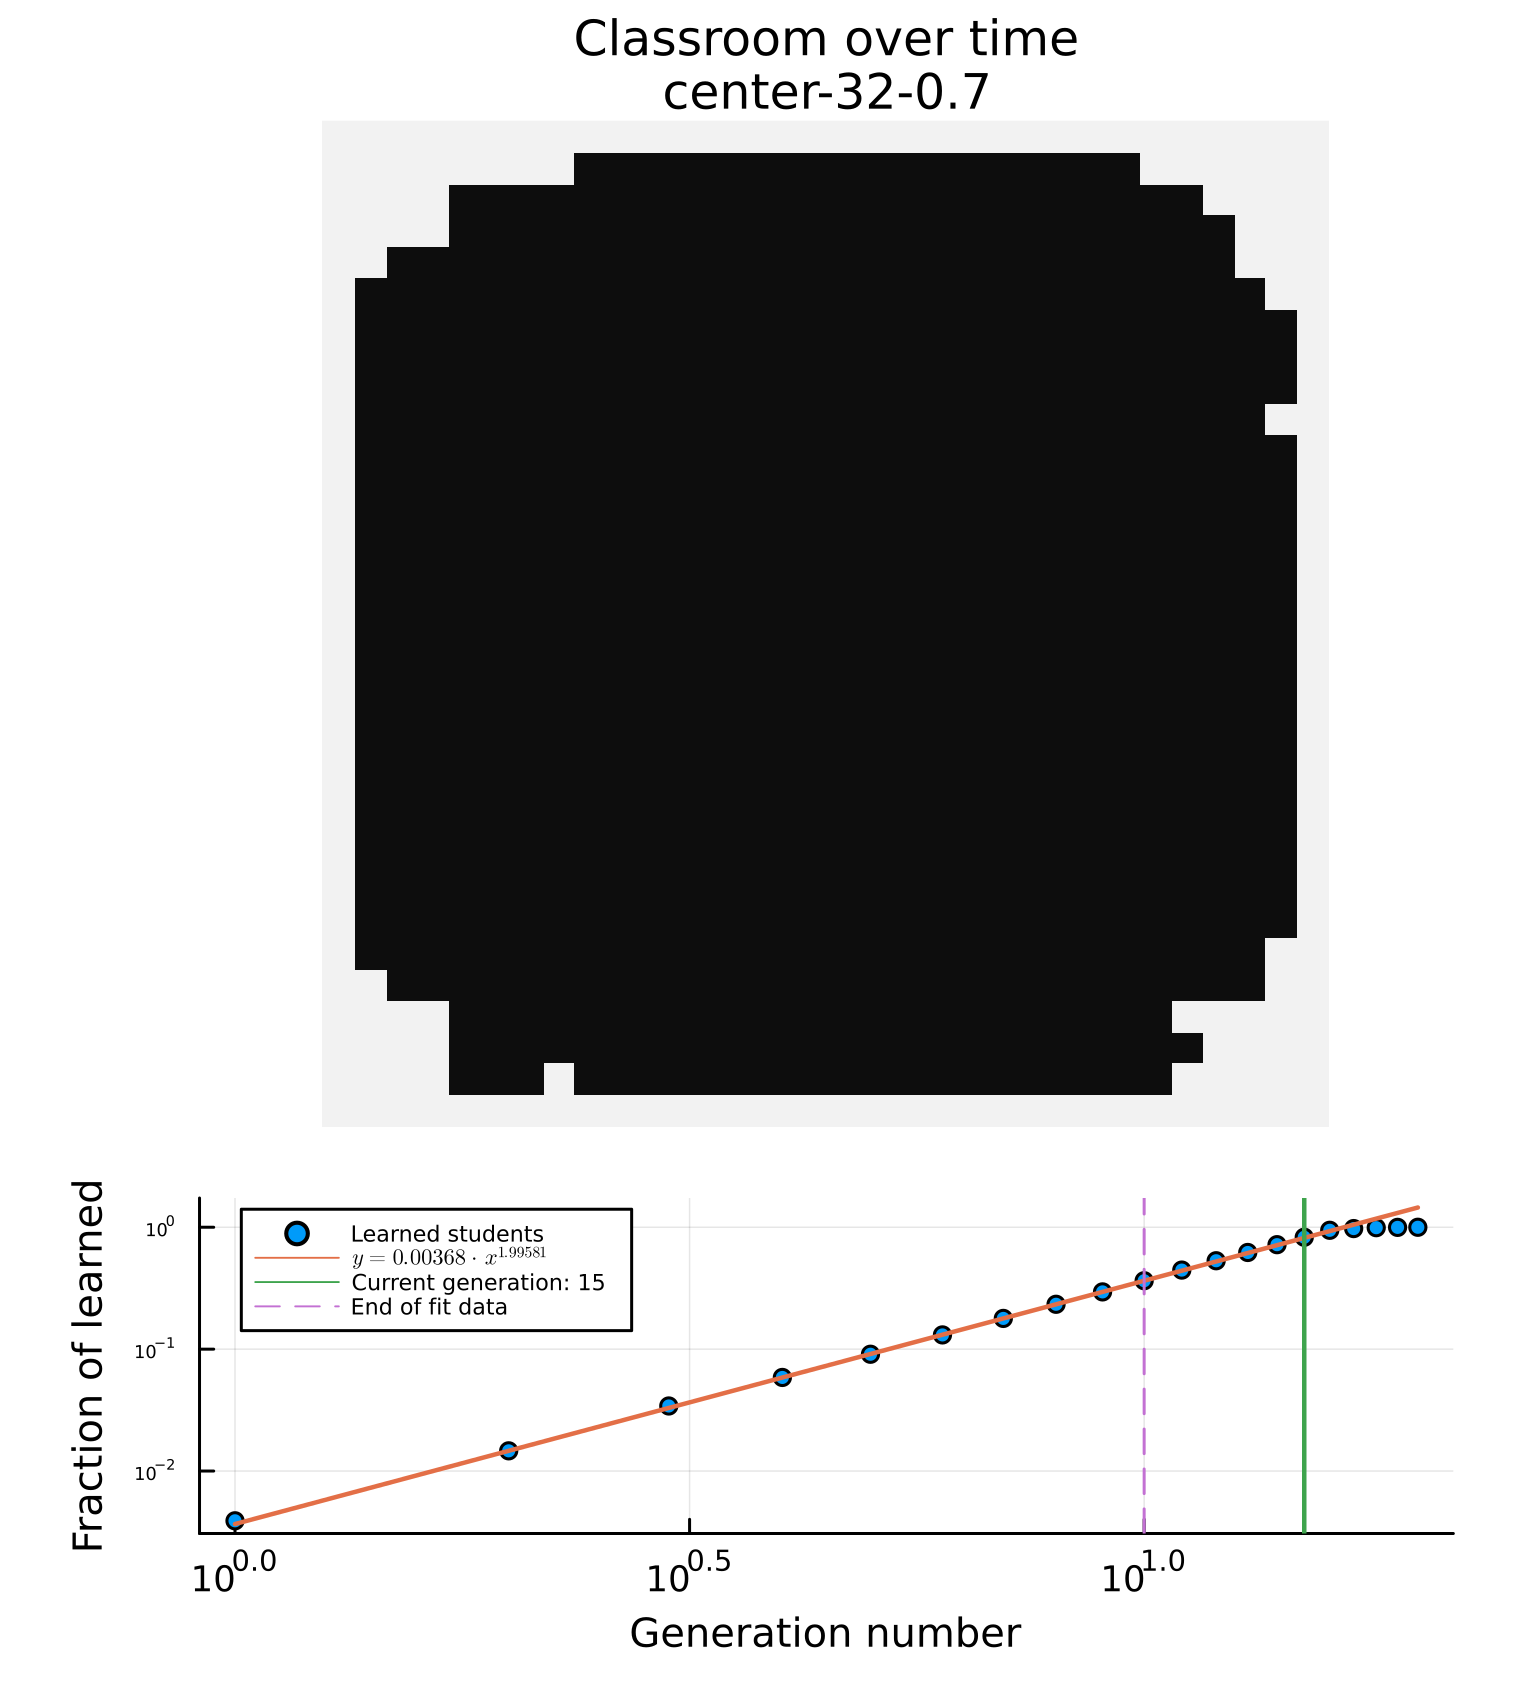 Classroom over time
center-32-0.7
Fraction of learned
10^0
10^−1
10^−2
Learned students
y = 0.00368 · x^1.99581
Current generation: 15
End of fit data
10^0.0
10^0.5
10^1.0
Generation number